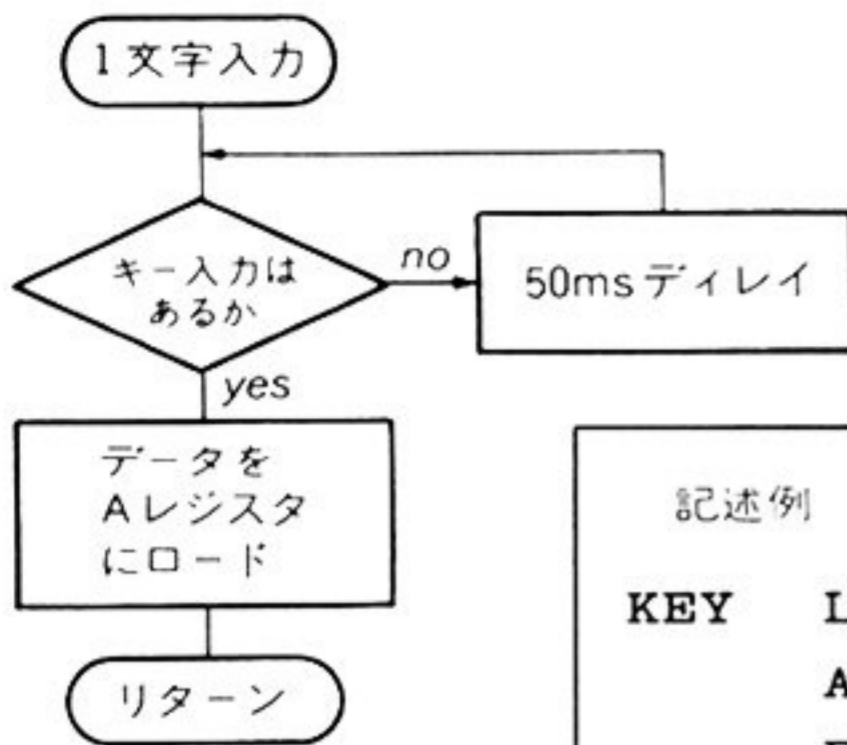 1文字入力
キー入力は
あるか
no
50msディレイ
yes
データを
Aレジスタ
にロード
リターン
記述例
KEY L
A